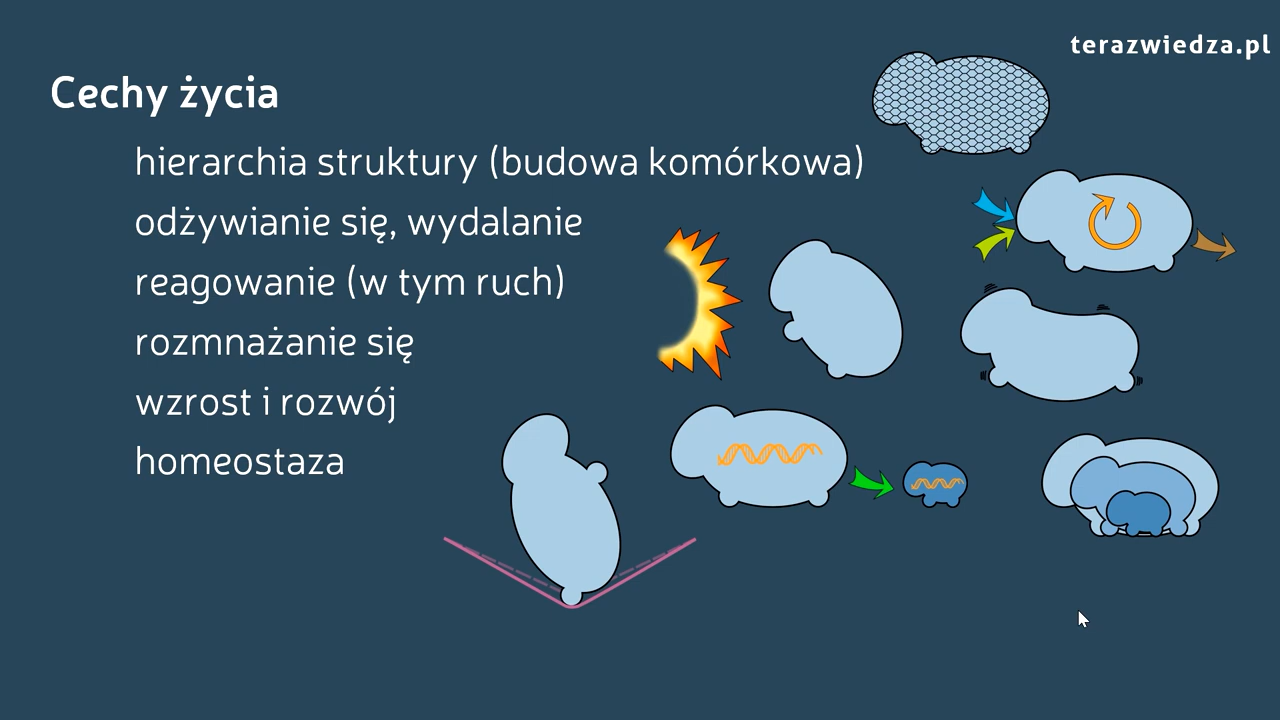 terazwiedza.pl
Cechy życia
hierarchia struktury (budowa komórkowa)
odżywianie się, wydalanie
reagowanie (w tym ruch)
rozmnażanie się
wzrost i rozwój
homeostaza